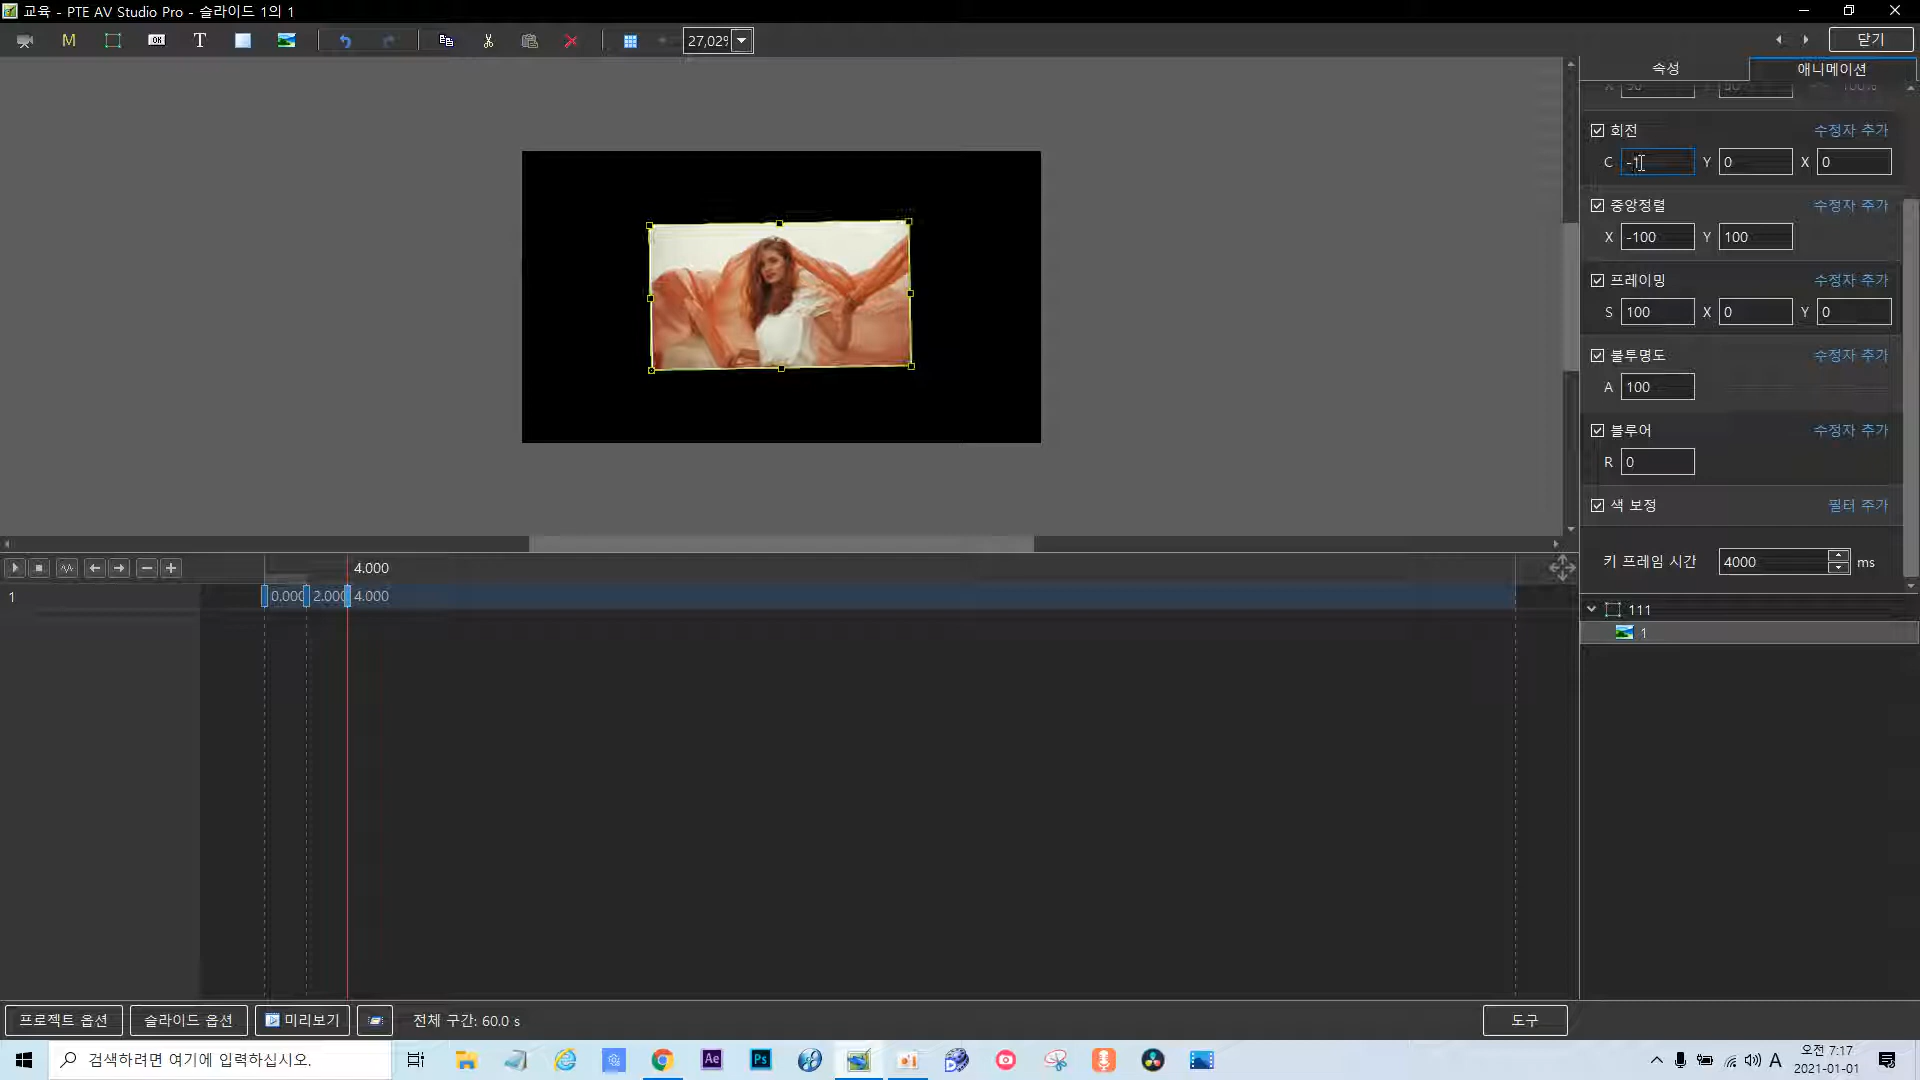 교육 - PTE AV Studio Pro - 슬라이드 1의 1
M OK T 27,02% 닫기
속성 애니메이션
X 50 Y 50 100%
회전 수정자 추가
C -1 Y 0 X 0
중앙정렬 수정자 추가
X -100 Y 100
프레이밍 수정자 추가
S 100 X 0 Y 0
불투명도 수정자 추가
A 100
블루어 수정자 추가
R 0
색 보정 필터 추가
키 프레임 시간 4000 ms
4.000
1 0.000 2.000 4.000
111
1
프로젝트 옵션 슬라이드 옵션 미리보기 전체 구간: 60.0 s 도구
검색하려면 여기에 입력하십시오. Ae Ps A 오전 7:17
2021-01-01